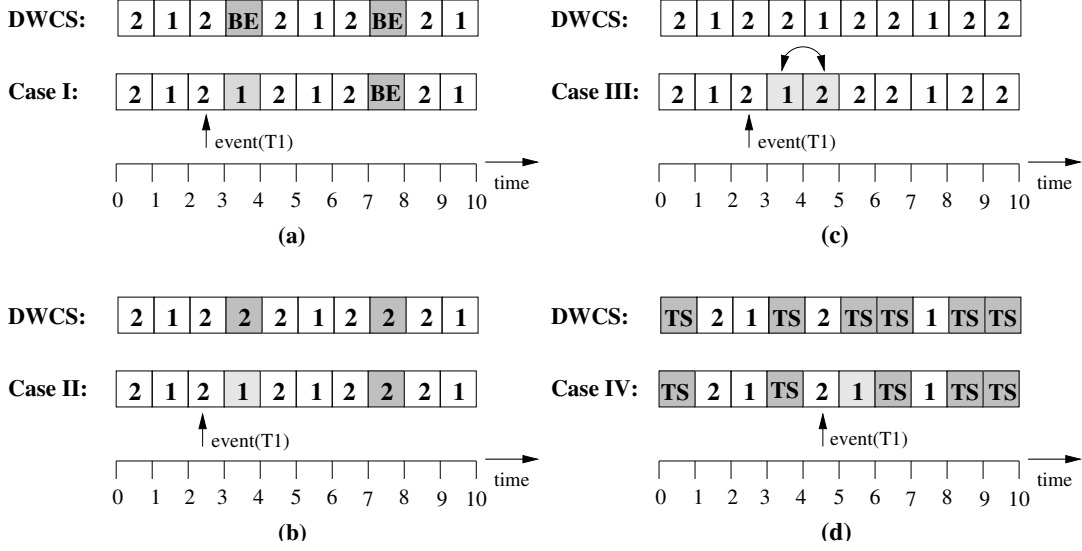 DWCS: 2 1 2 BE 2 1 2 BE 2 1
Case I: 2 1 2 1 2 1 2 BE 2 1
event(T1)
time
0 1 2 3 4 5 6 7 8 9 10
(a)
DWCS: 2 1 2 2 1 2 2 1 2 2
Case III: 2 1 2 1 2 2 2 1 2 2
event(T1)
time
0 1 2 3 4 5 6 7 8 9 10
(c)
DWCS: 2 1 2 2 2 1 2 2 2 1
Case II: 2 1 2 1 2 1 2 2 2 1
event(T1)
time
0 1 2 3 4 5 6 7 8 9 10
(b)
DWCS: TS 2 1 TS 2 TS TS 1 TS TS
Case IV: TS 2 1 TS 2 1 TS 1 TS TS
event(T1)
time
0 1 2 3 4 5 6 7 8 9 10
(d)